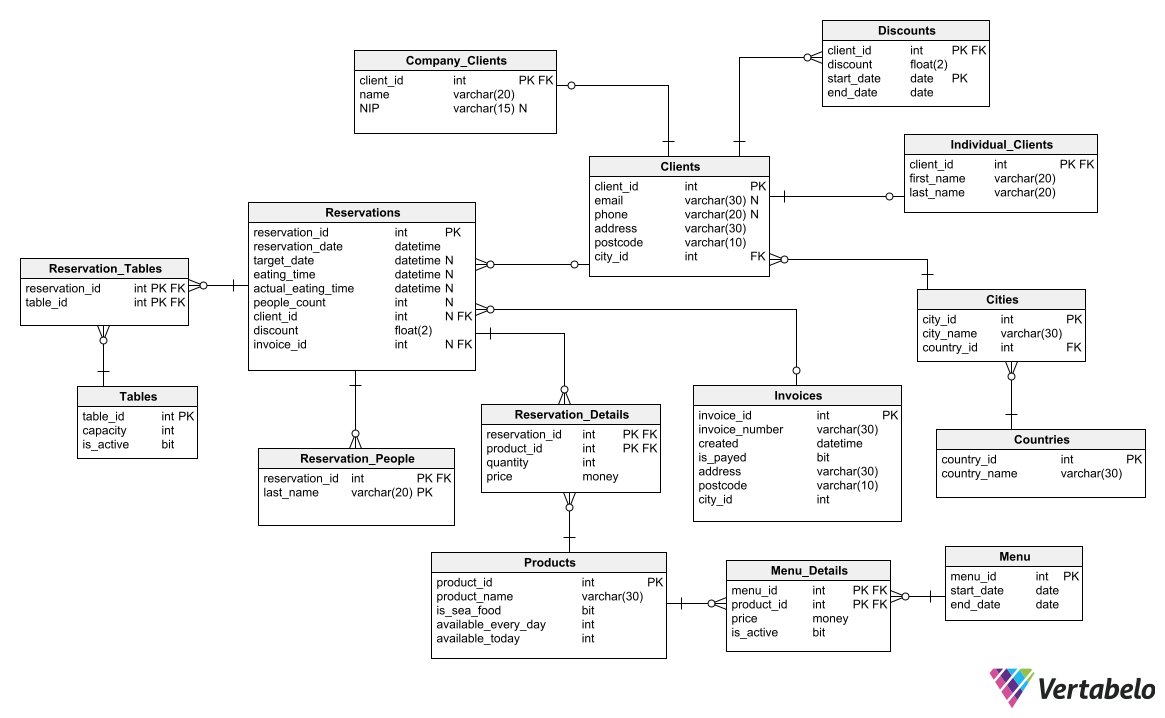 Discounts
client_id int PK FK
discount float(2)
start_date date PK
end_date date
Company_Clients
client_id int PK FK
name varchar(20)
NIP varchar(15) N
Individual_Clients
client_id int PK FK
first_name varchar(20)
last_name varchar(20)
Clients
client_id int PK
email varchar(30) N
phone varchar(20) N
address varchar(30)
postcode varchar(10)
city_id int FK
Reservations
reservation_id int PK
reservation_date datetime
target_date datetime N
eating_time datetime N
actual_eating_time datetime N
people_count int N
client_id int N FK
discount float(2)
invoice_id int N FK
Reservation_Tables
reservation_id int PK FK
table_id int PK FK
Cities
city_id int PK
city_name varchar(30)
country_id int FK
Tables
table_id int PK
capacity int
is_active bit
Invoices
invoice_id int PK
invoice_number varchar(30)
created datetime
is_payed bit
address varchar(30)
postcode varchar(10)
city_id int
Reservation_Details
reservation_id int PK FK
product_id int PK FK
quantity int
price money
Countries
country_id int PK
country_name varchar(30)
Reservation_People
reservation_id int PK FK
last_name varchar(20) PK
Products
product_id int PK
product_name varchar(30)
is_sea_food bit
available_every_day int
available_today int
Menu_Details
menu_id int PK FK
product_id int PK FK
price money
is_active bit
Menu
menu_id int PK
start_date date
end_date date
Vertabelo